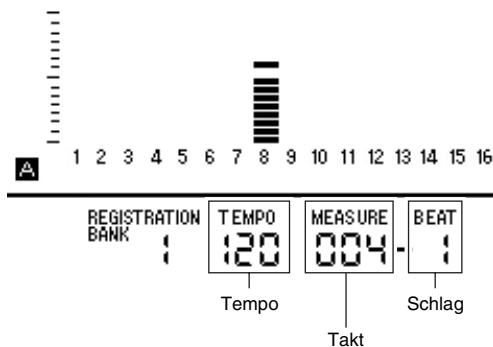 1 2 3 4 5 6 7 8 9 10 11 12 13 14 15 16
A
REGISTRATION BANK 1 TEMPO 120 MEASURE 004 - BEAT 1
Tempo
Schlag
Takt